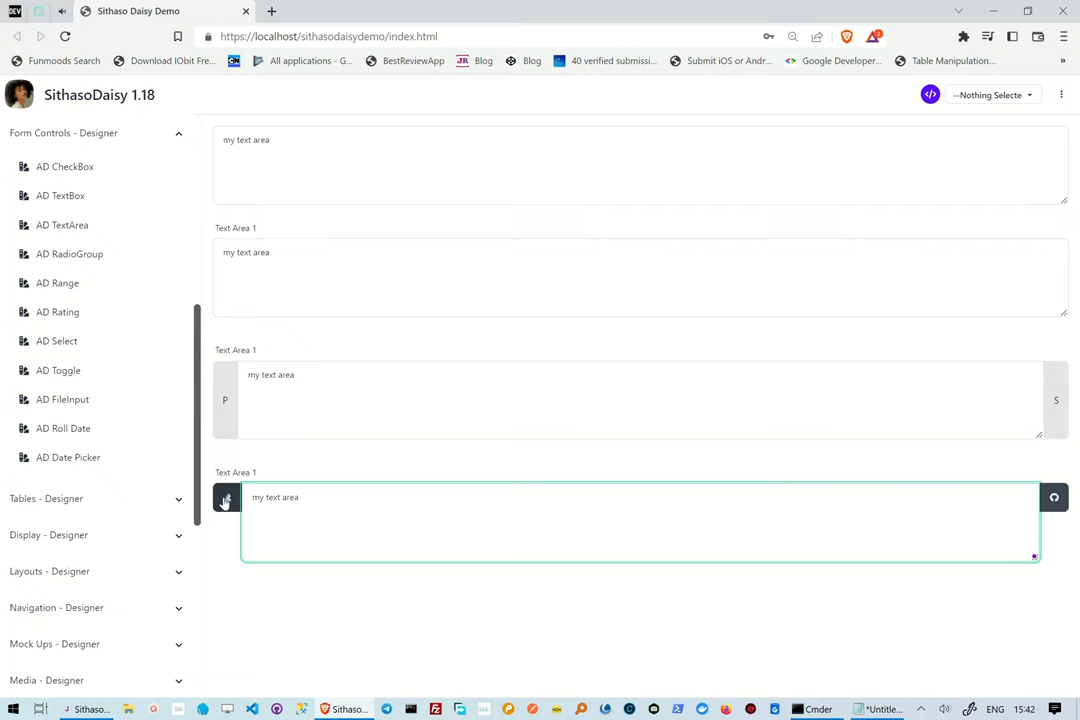 DEV
Sithaso Daisy Demo
https://localhost/sithasodaisydemo/index.html
Funmoods Search
Download IObit Fre...
All applications - G...
BestReviewApp
JR Blog
Blog
40 verified submissi...
Submit iOS or Andr...
Google Developer...
Table Manipulation...
»
SithasoDaisy 1.18
--Nothing Selecte
Form Controls - Designer
AD CheckBox
AD TextBox
AD TextArea
AD RadioGroup
AD Range
AD Rating
AD Select
AD Toggle
AD FileInput
AD Roll Date
AD Date Picker
Tables - Designer
Display - Designer
Layouts - Designer
Navigation - Designer
Mock Ups - Designer
Media - Designer
my text area
Text Area 1
my text area
Text Area 1
P
my text area
S
Text Area 1
my text area
Sithaso...
Sithaso...
Cmder
*Untitle...
ENG
15:42